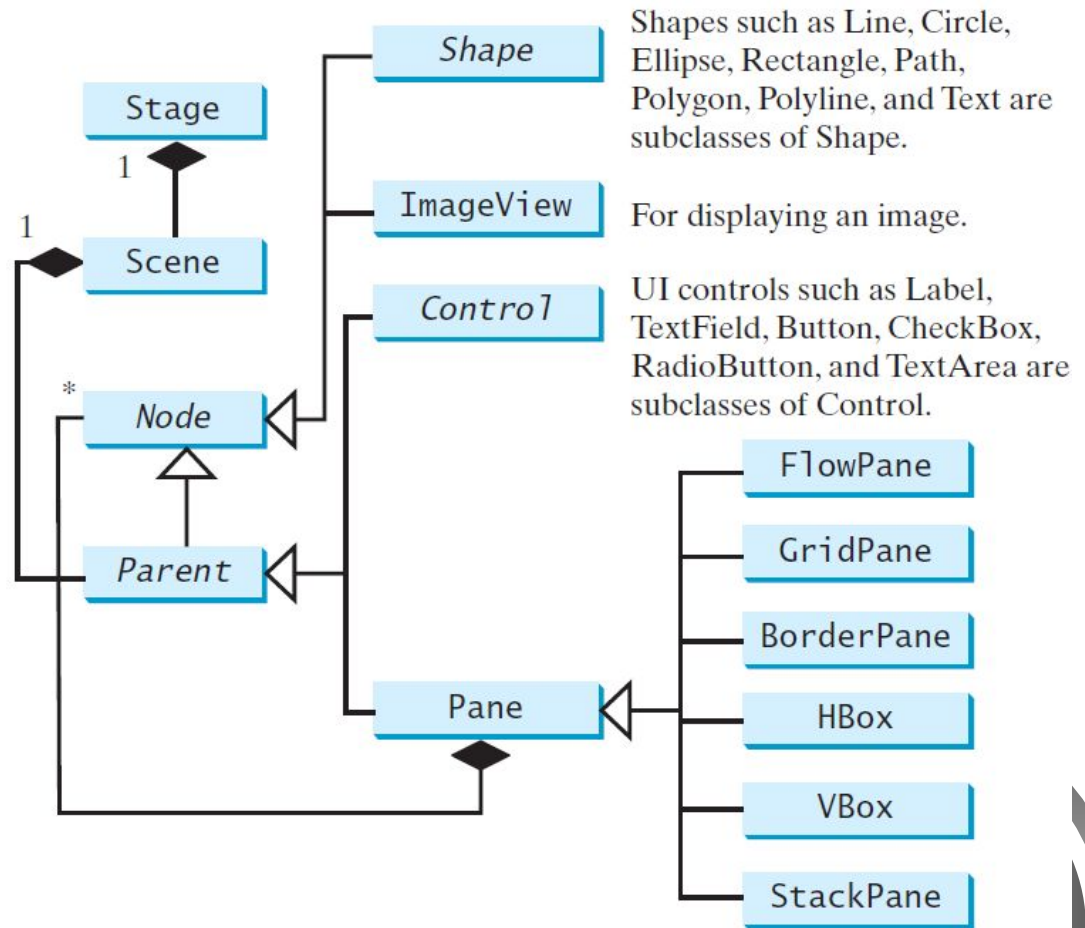 Shape
Shapes such as Line, Circle,
Ellipse, Rectangle, Path,
Polygon, Polyline, and Text are
subclasses of Shape.
Stage
1
ImageView
For displaying an image.
1
Scene
Control
UI controls such as Label,
TextField, Button, CheckBox,
RadioButton, and TextArea are
subclasses of Control.
*
Node
FlowPane
GridPane
Parent
BorderPane
Pane
HBox
VBox
StackPane